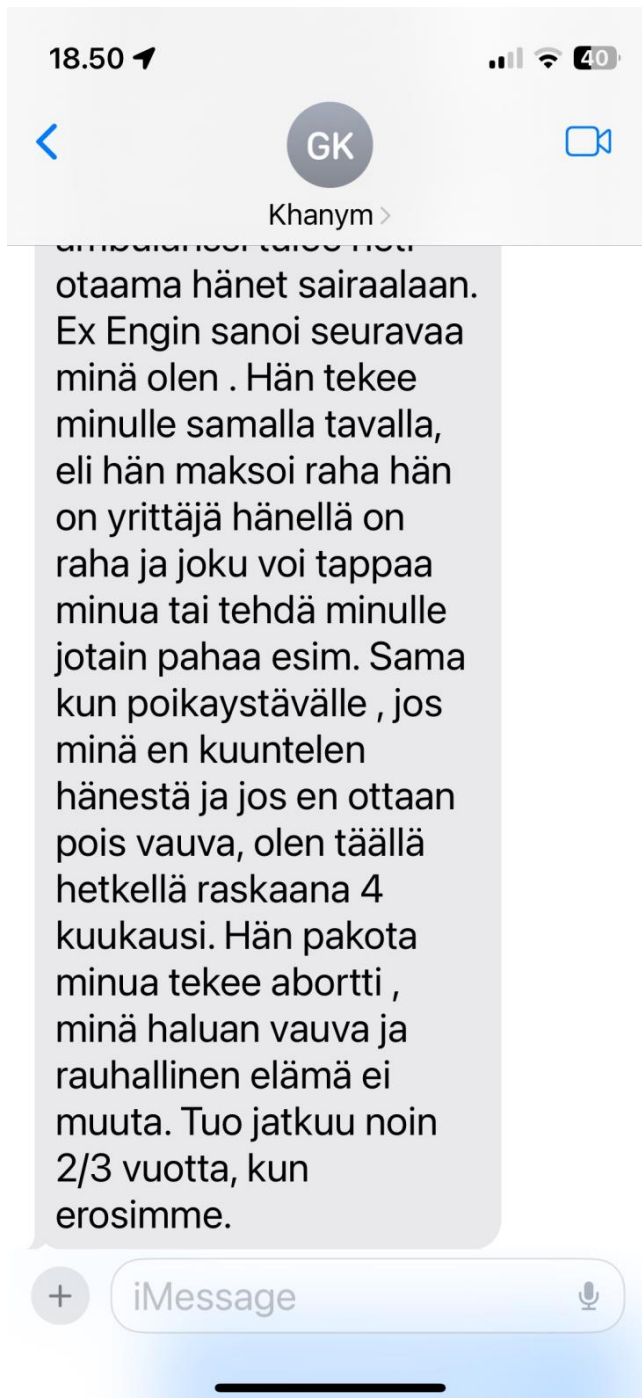 18.50
40
GK
Khanym
otaama hänet sairaalaan.
Ex Engin sanoi seuravaa
minä olen . Hän tekee
minulle samalla tavalla,
eli hän maksoi raha hän
on yrittäjä hänellä on
raha ja joku voi tappaa
minua tai tehdä minulle
jotain pahaa esim. Sama
kun poikaystävälle , jos
minä en kuuntelen
hänestä ja jos en ottaan
pois vauva, olen täällä
hetkellä raskaana 4
kuukausi. Hän pakota
minua tekee abortti ,
minä haluan vauva ja
rauhallinen elämä ei
muuta. Tuo jatkuu noin
2/3 vuotta, kun
erosimme.
iMessage